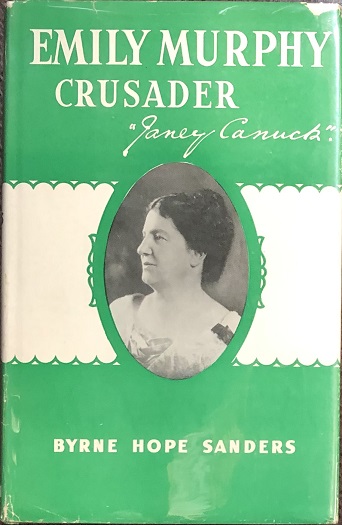 EMILY MURPHY
CRUSADER
"Janey Canuck".
BYRNE HOPE SANDERS